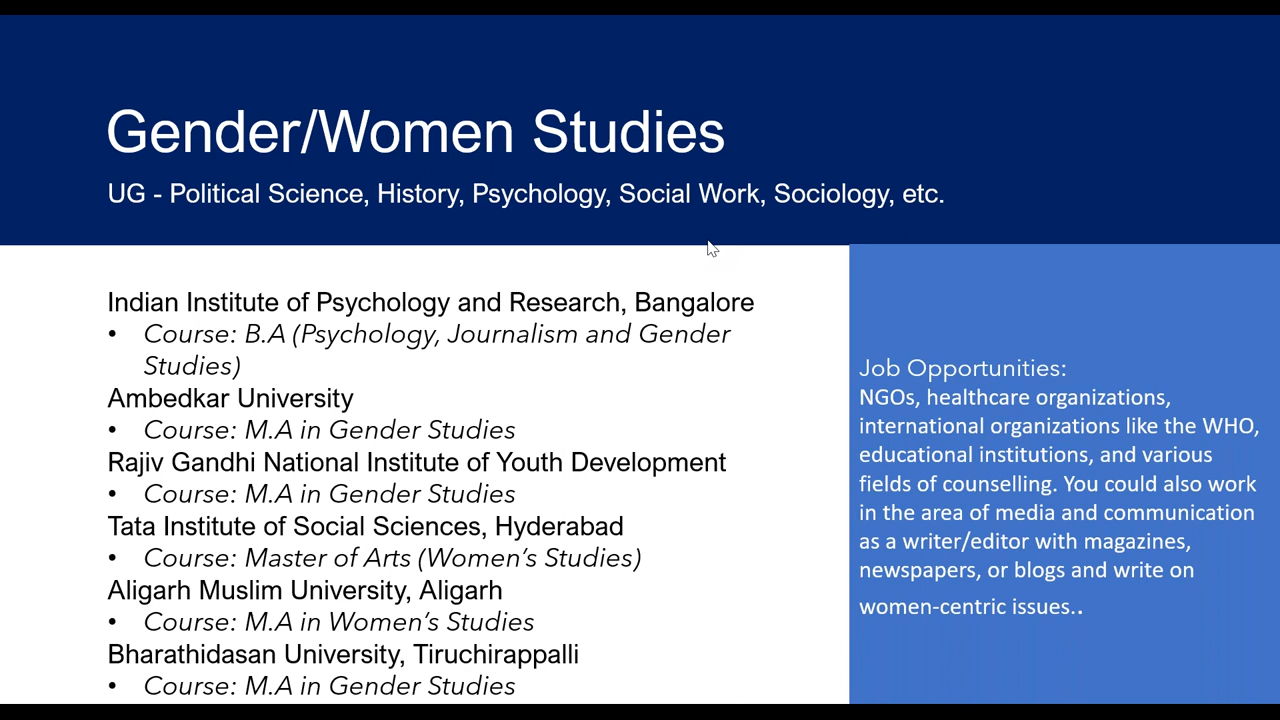 Gender/Women Studies
UG - Political Science, History, Psychology, Social Work, Sociology, etc.
Indian Institute of Psychology and Research, Bangalore
• Course: B.A (Psychology, Journalism and Gender
Studies)
Ambedkar University
• Course: M.A in Gender Studies
Rajiv Gandhi National Institute of Youth Development
• Course: M.A in Gender Studies
Tata Institute of Social Sciences, Hyderabad
• Course: Master of Arts (Women’s Studies)
Aligarh Muslim University, Aligarh
• Course: M.A in Women’s Studies
Bharathidasan University, Tiruchirappalli
• Course: M.A in Gender Studies
Job Opportunities:
NGOs, healthcare organizations,
international organizations like the WHO,
educational institutions, and various
fields of counselling. You could also work
in the area of media and communication
as a writer/editor with magazines,
newspapers, or blogs and write on
women-centric issues..